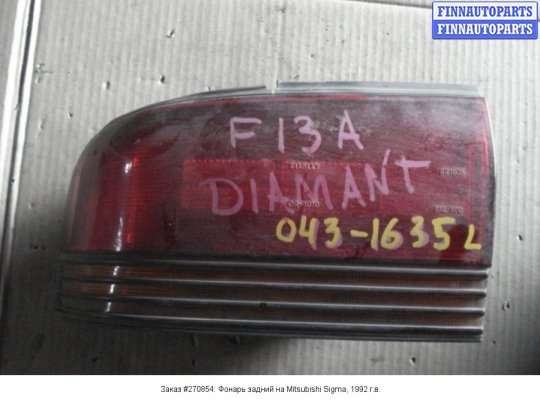 FINNAUTOPARTS
FINNAUTOPARTS
F13A
DIAMANT
043-1635L
Заказ #270854: Фонарь задний на Mitsubishi Sigma, 1992 г.в.